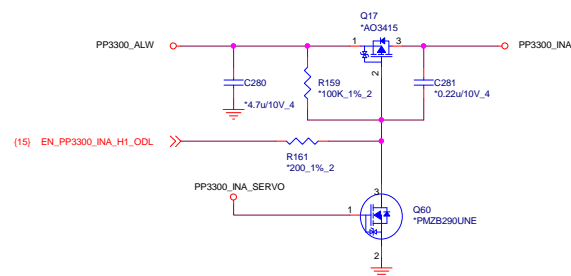 Q17
*AO3415
PP3300_ALW
1
3
PP3300_INA
2
C280
*4.7u/10V_4
R159
*100K_1%_2
C281
*0.22u/10V_4
{15} EN_PP3300_INA_H1_ODL
R161
*200_1%_2
PP3300_INA_SERVO
3
1
Q60
*PMZB290UNE
2